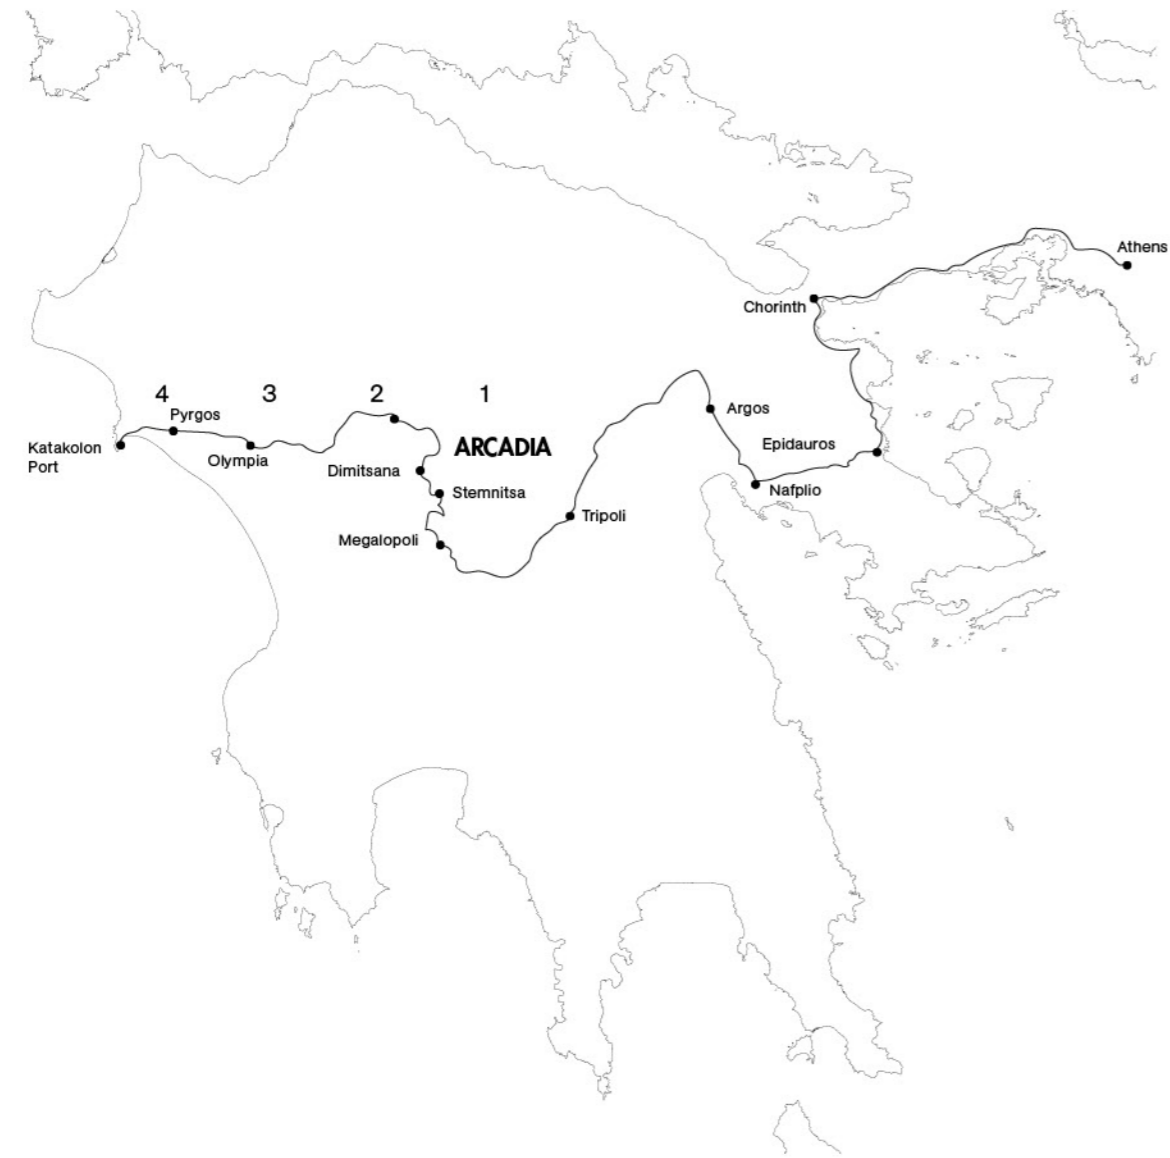 Athens
Chorinth
4
3
2
1
Pyrgos
Argos
Katakolon
Port
Olympia
ARCADIA
Epidauros
Dimitsana
Stemnitsa
Nafplio
Tripoli
Megalopoli